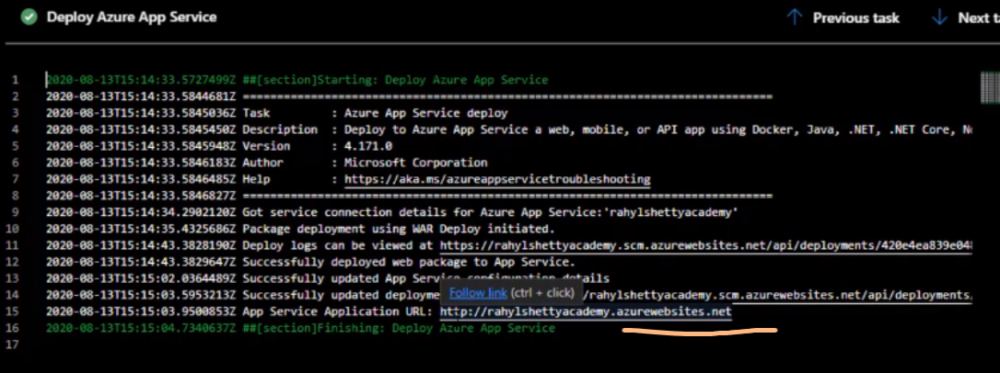 Deploy Azure App Service
Previous task
Next t
1 2020-08-13T15:14:33.5727499Z ##[section]Starting: Deploy Azure App Service
2 2020-08-13T15:14:33.5844681Z ==============================================================================
3 2020-08-13T15:14:33.5845036Z Task : Azure App Service deploy
4 2020-08-13T15:14:33.5845450Z Description : Deploy to Azure App Service a web, mobile, or API app using Docker, Java, .NET, .NET Core, No
5 2020-08-13T15:14:33.5845948Z Version : 4.171.0
6 2020-08-13T15:14:33.5846183Z Author : Microsoft Corporation
7 2020-08-13T15:14:33.5846485Z Help : https://aka.ms/azureappservicetroubleshooting
8 2020-08-13T15:14:33.5846827Z ==============================================================================
9 2020-08-13T15:14:34.2902120Z Got service connection details for Azure App Service:'rahylshettyacademy'
10 2020-08-13T15:14:35.4325686Z Package deployment using WAR Deploy initiated.
11 2020-08-13T15:14:43.3828190Z Deploy logs can be viewed at https://rahylshettyacademy.scm.azurewebsites.net/api/deployments/420e4ea839e048
12 2020-08-13T15:14:43.3829647Z Successfully deployed web package to App Service.
13 2020-08-13T15:15:02.0364489Z Successfully updated App Service configuration details
14 2020-08-13T15:15:03.5953213Z Successfully updated deployme /rahylshettyacademy.scm.azurewebsites.net/api/deployments.
Follow link (ctrl + click)
15 2020-08-13T15:15:03.9500853Z App Service Application URL: http://rahylshettyacademy.azurewebsites.net
16 2020-08-13T15:15:04.7340637Z ##[section]Finishing: Deploy Azure App Service
17